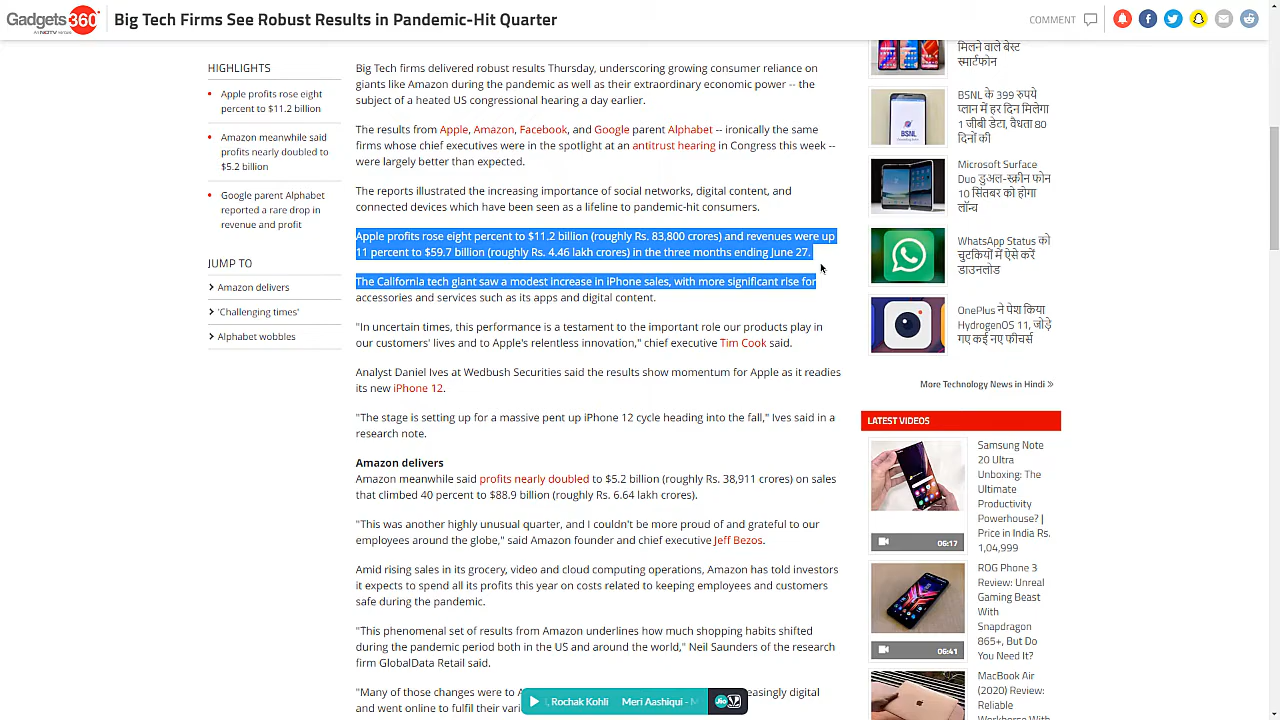 Gadgets 360
AN NDTV VENTURE
Big Tech Firms See Robust Results in Pandemic-Hit Quarter
COMMENT
HIGHLIGHTS
Apple profits rose eight
percent to $11.2 billion
Amazon meanwhile said
profits nearly doubled to
$5.2 billion
Google parent Alphabet
reported a rare drop in
revenue and profit
JUMP TO
Amazon delivers
'Challenging times'
Alphabet wobbles
Big Tech firms delivered robust results Thursday, underscoring growing consumer reliance on
giants like Amazon during the pandemic as well as their extraordinary economic power -- the
subject of a heated Congressional hearing a day earlier.
The results from Apple, Amazon, Facebook, and Google parent Alphabet -- ironically the same
firms whose chief executives were in the spotlight at an antitrust hearing in Congress this week --
were largely better than expected.
The reports illustrated the increasing importance of social networks, digital content, and
connected devices which have been seen as a lifeline to pandemic-hit consumers.
Apple profits rose eight percent to $11.2 billion (roughly Rs. 83,800 crores) and revenues were up
11 percent to $59.7 billion (roughly Rs. 4.46 lakh crores) in the three months ending June 27.
The California tech giant saw a modest increase in iPhone sales, with more significant rise for
accessories and services such as its apps and digital content.
"In uncertain times, this performance is a testament to the important role our products play in
our customers' lives and to Apple's relentless innovation," chief executive Tim Cook said.
Analyst Daniel Ives at Wedbush Securities said the results show momentum for Apple as it readies
its new iPhone 12.
"The stage is setting up for a massive pent up iPhone 12 cycle heading into the fall," Ives said in a
research note.
Amazon delivers
Amazon meanwhile said profits nearly doubled to $5.2 billion (roughly Rs. 38,911 crores) on sales
that climbed 40 percent to $88.9 billion (roughly Rs. 6.64 lakh crores).
"This was another highly unusual quarter, and I couldn't be more proud of and grateful to our
employees around the globe," said Amazon founder and chief executive Jeff Bezos.
Amid rising sales in its grocery, video and cloud computing operations, Amazon has told investors
it expects to spend all its profits this year on costs related to keeping employees and customers
safe during the pandemic.
"This phenomenal set of results from Amazon underlines how much shopping habits shifted
during the pandemic period both in the US and around the world," Neil Saunders of the research
firm GlobalData Retail said.
"Many of those changes were to A
easingly digital
and went online to fulfil their vari
, Rochak Kohli Meri Aashiqui - M
Jio
मिलने वाले बेस्ट
स्मार्टफोन
BSNL
BSNL के 399 रुपये
प्लान में हर दिन मिलेगा
1 जीबी डेटा, वैधता 80
दिनों की
Microsoft Surface
Duo डुअल-स्क्रीन फोन
10 सितंबर को होगा
लॉन्च
WhatsApp Status को
चुटकियों में ऐसे करें
डाउनलोड
OnePlus ने पेश किया
HydrogenOS 11, जोड़े
गए कई नए फीचर्स
More Technology News in Hindi
LATEST VIDEOS
Samsung Note
20 Ultra
Unboxing: The
Ultimate
Productivity
Powerhouse? |
Price in India Rs.
1,04,999
06:17
ROG Phone 3
Review: Unreal
Gaming Beast
With
Snapdragon
865+, But Do
You Need It?
06:41
MacBook Air
(2020) Review:
Reliable